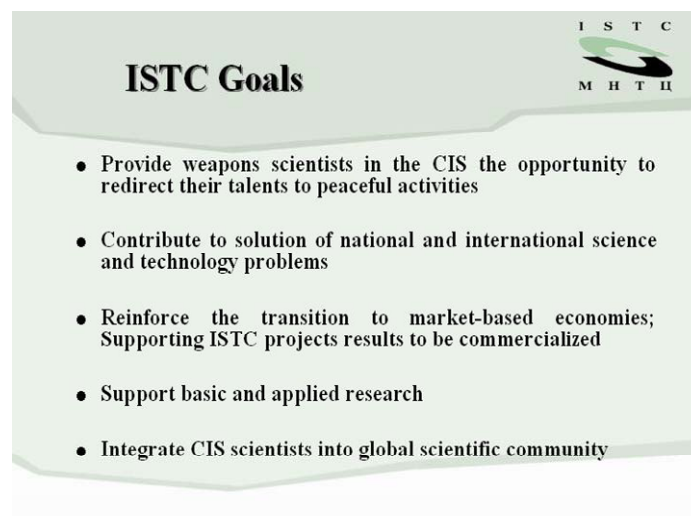 I S T C
М Н Т Ц
ISTC Goals
● Provide weapons scientists in the CIS the opportunity to
redirect their talents to peaceful activities
● Contribute to solution of national and international science
and technology problems
● Reinforce the transition to market-based economies;
Supporting ISTC projects results to be commercialized
● Support basic and applied research
● Integrate CIS scientists into global scientific community